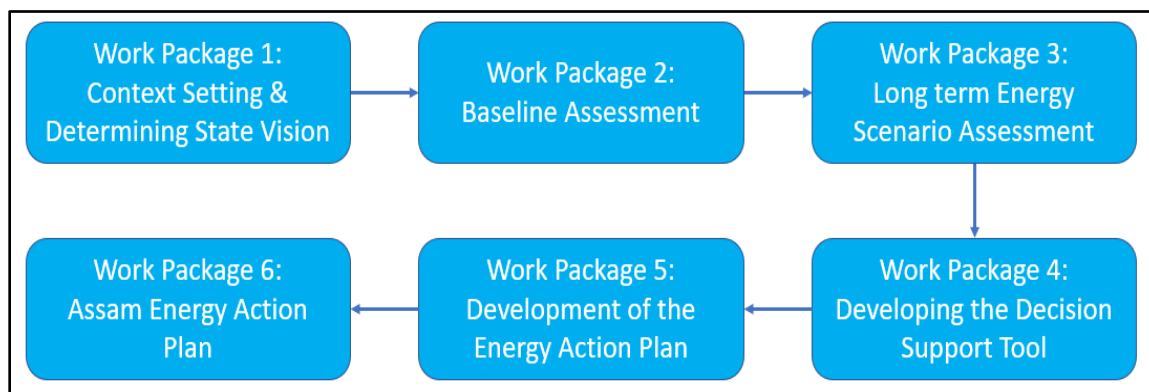 Work Package 1:
Context Setting &
Determining State Vision
Work Package 2:
Baseline Assessment
Work Package 3:
Long term Energy
Scenario Assessment
Work Package 4:
Developing the Decision
Support Tool
Work Package 5:
Development of the
Energy Action Plan
Work Package 6:
Assam Energy Action
Plan